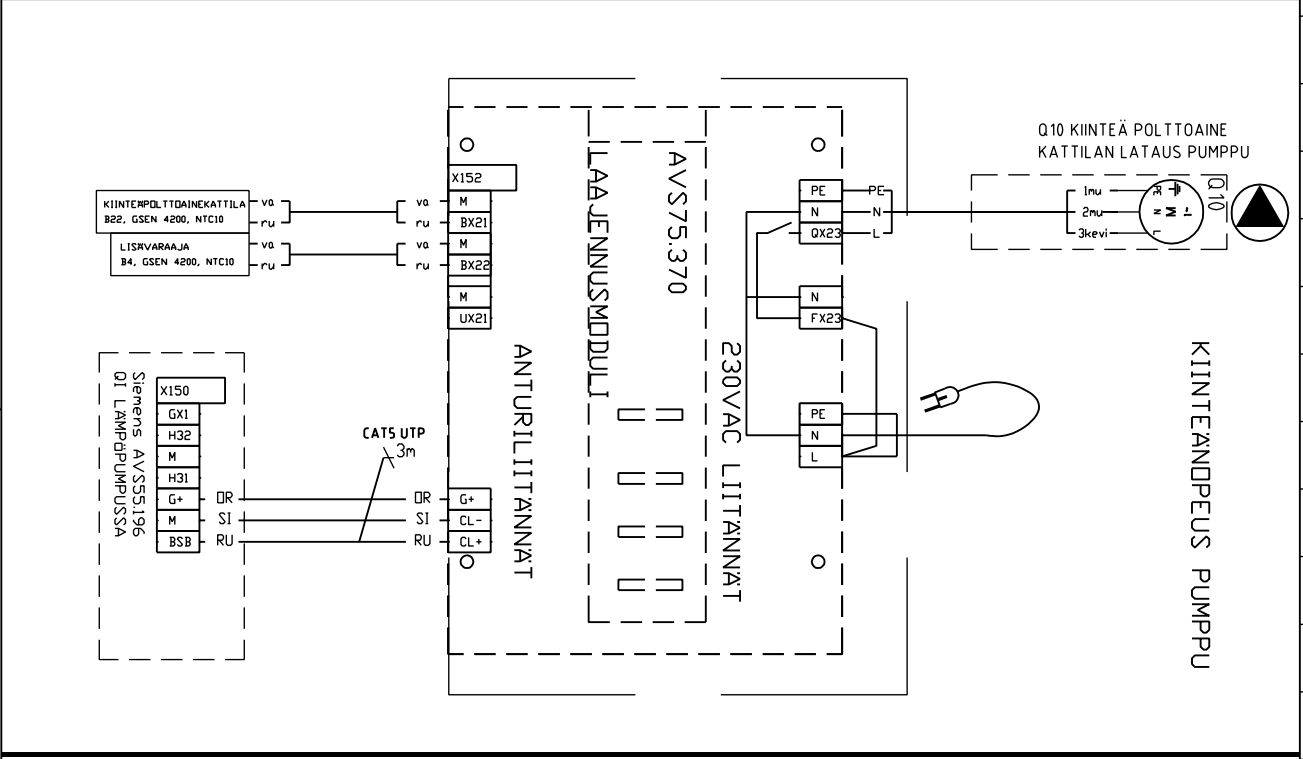 Q10 KIINTEÄ POLTTOAINE
KATTILAN LATAUS PUMPPU
KIINTEÄPOLTTOAINEKATTILA
B22, GSEN 4200, NTC10
va
ru
va
ru
LISÄVARAAJA
B4, GSEN 4200, NTC10
va
ru
va
ru
X152
M
BX21
M
BX22
M
UX21
LAAJENNUSMODULI
AVS75.370
ANTURILIITÄNNÄT
230VAC LIITÄNNÄT
PE
N
QX23
PE
N
L
N
FX23
PE
N
L
1mu
2mu
3kevi
PE
N
L
M
1~
Q10
KIINTEÄNOPEUS PUMPPU
Siemens AVS55.196
QI LÄMPÖPUMPUSSA
X150
GX1
H32
M
H31
G+
M
BSB
OR
SI
RU
CAT5 UTP
3m
OR
SI
RU
G+
CL-
CL+